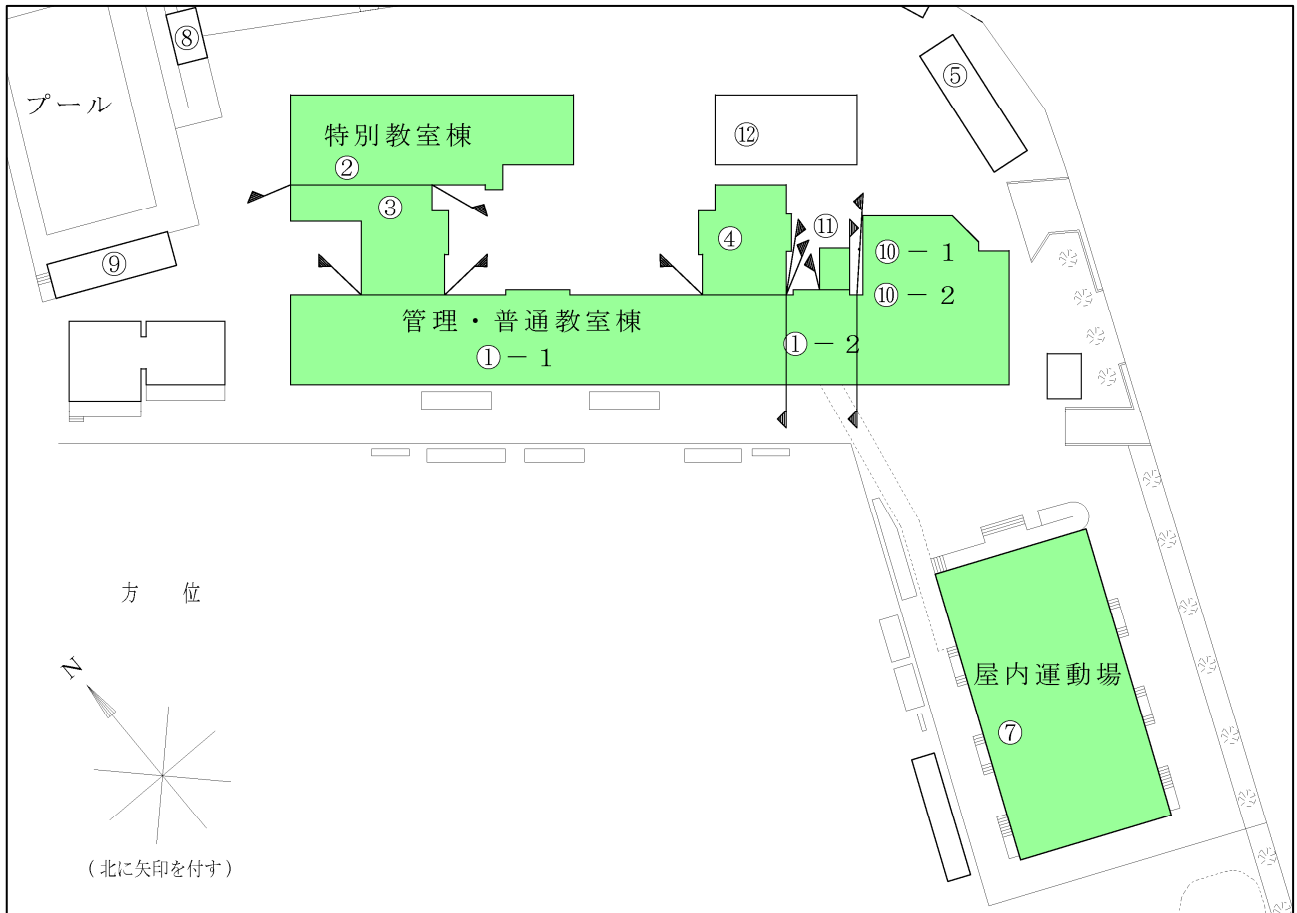 ⑧
⑤
プール
特別教室棟
⑫
②
③
④
⑪
⑩－１
⑨
⑩－２
管理・普通教室棟
①－１
①－２
方　位
N
屋内運動場
⑦
(北に矢印を付す)